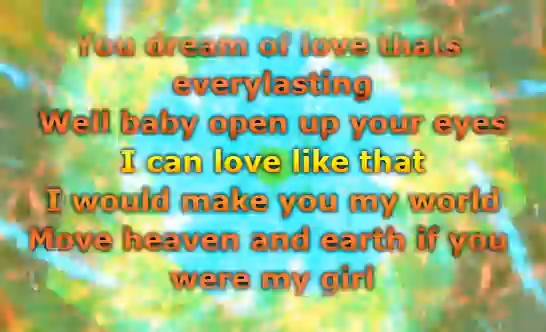 You dream of love thats
everylasting
Well baby open up your eyes
I can love like that
I would make you my world
Move heaven and earth if you
were my girl